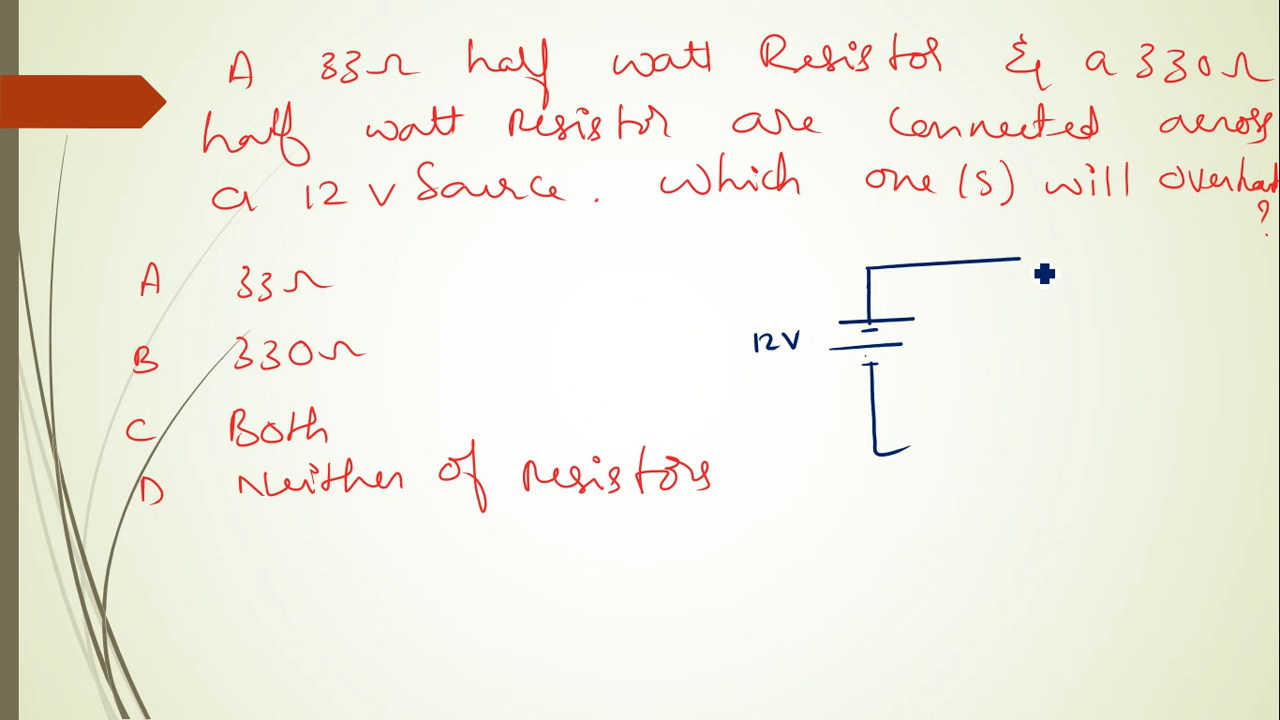 A 33Ω half watt Resistor & a 330Ω
half watt resistor are connected across
a 12 v Source. which one (s) will overheat
?
A 33Ω
B 330Ω
C Both
D Neither of resistors
12V